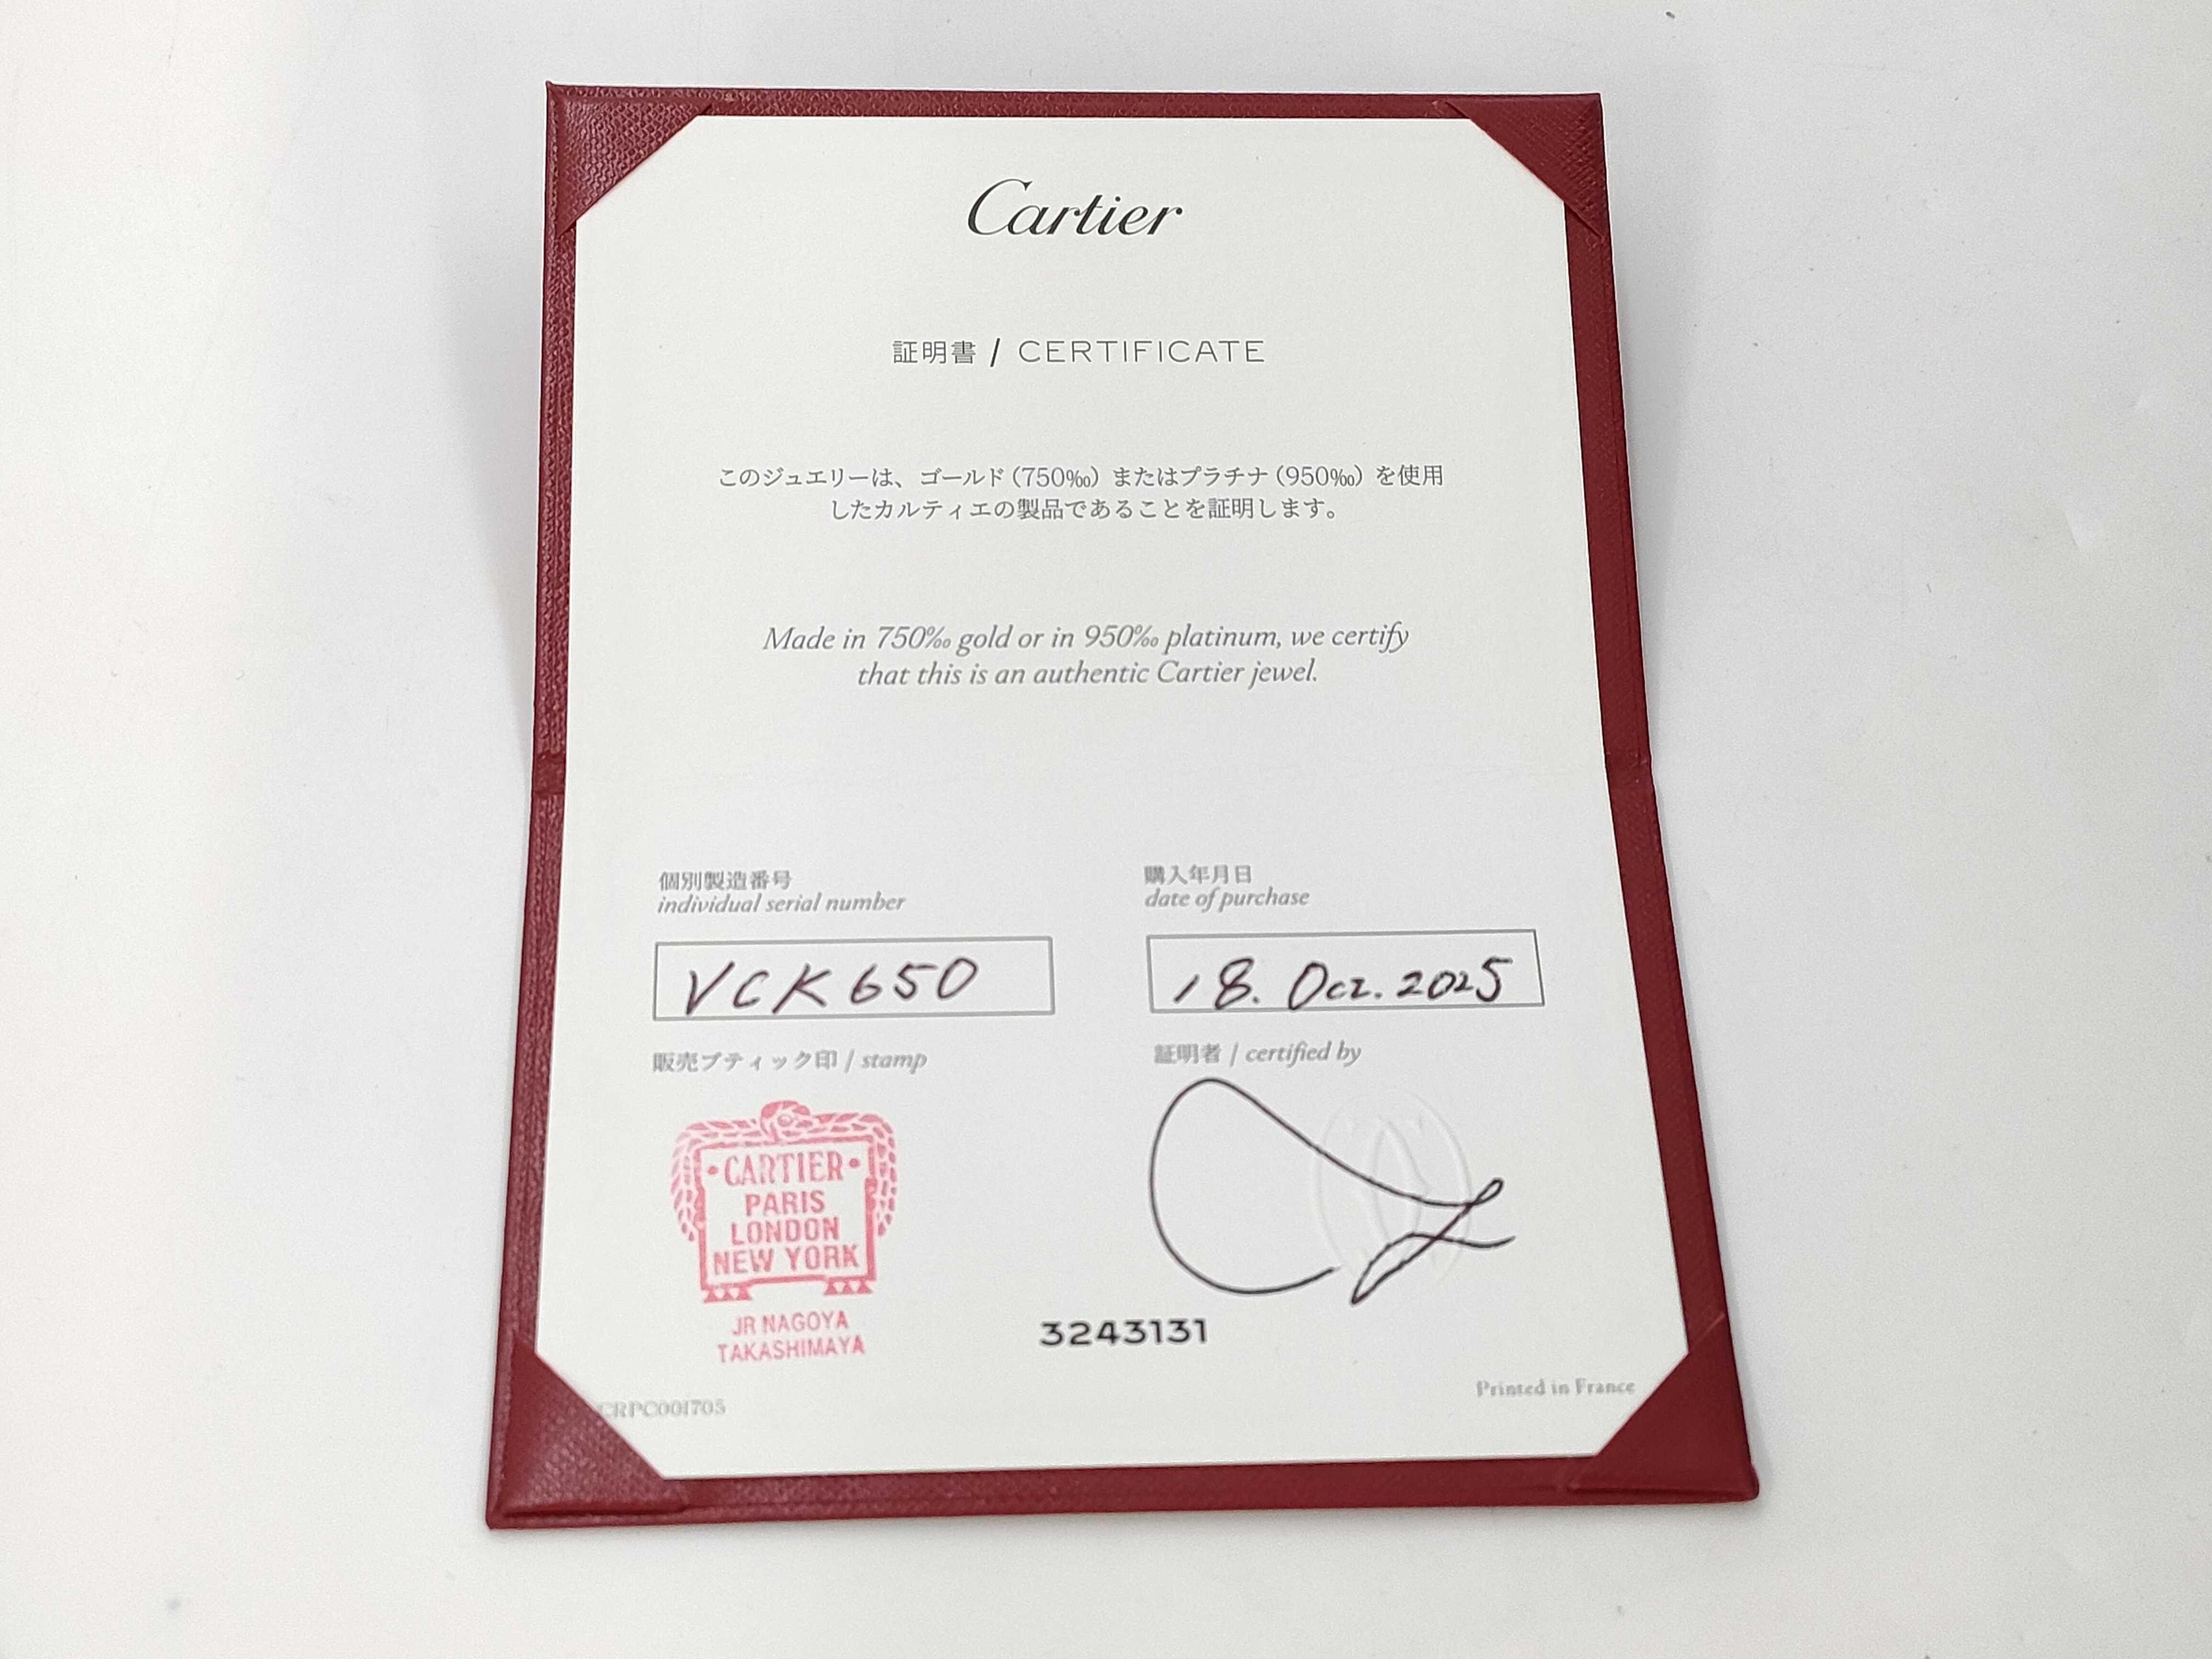 Cartier
証明書 / CERTIFICATE
このジュエリーは、ゴールド（750‰）またはプラチナ（950‰）を使用
したカルティエの製品であることを証明します。
Made in 750‰ gold or in 950‰ platinum, we certify
that this is an authentic Cartier jewel.
個別製造番号
individual serial number
VCK650
購入年月日
date of purchase
18. Oct. 2025
販売ブティック印 / stamp
・CARTIER・
PARIS
LONDON
NEW YORK
JR NAGOYA
TAKASHIMAYA
証明者 / certified by
3243131
CRPC001705
Printed in France